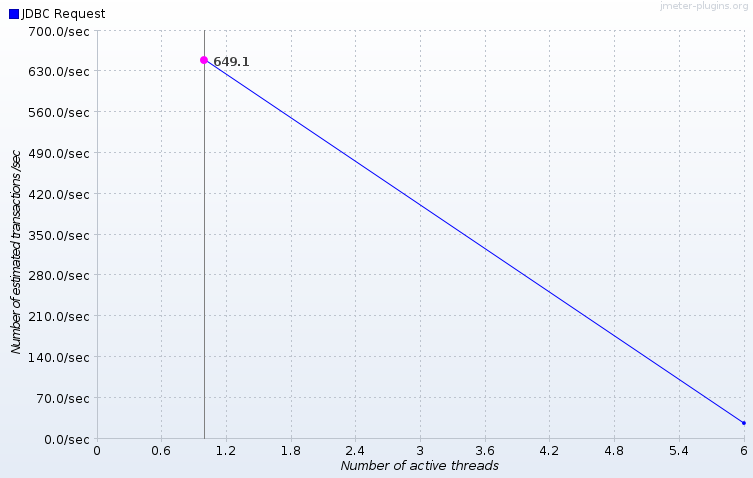 jmeter-plugins.org
JDBC Request
700.0/sec
649.1
630.0/sec
560.0/sec
490.0/sec
420.0/sec
350.0/sec
280.0/sec
210.0/sec
140.0/sec
70.0/sec
0.0/sec
Number of estimated transactions /sec
0 0.6 1.2 1.8 2.4 3 3.6 4.2 4.8 5.4 6
Number of active threads